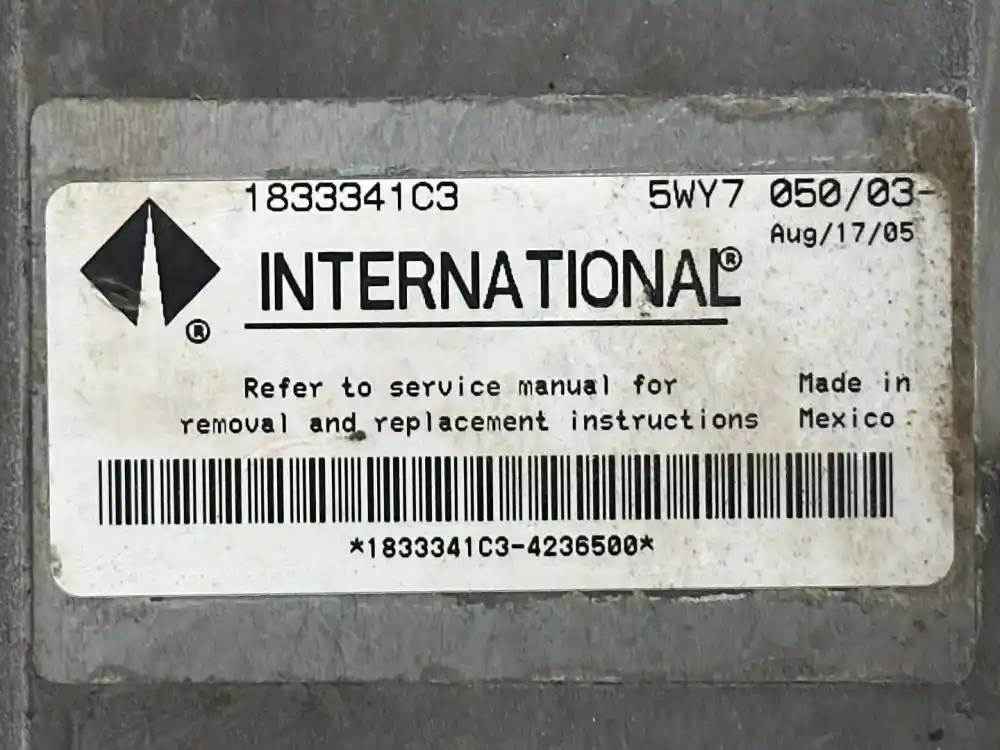 1833341C3 5WY7 050/03-
Aug/17/05
INTERNATIONAL®
®
Refer to service manual for
removal and replacement instructions
Made in
Mexico
*1833341C3-4236500*